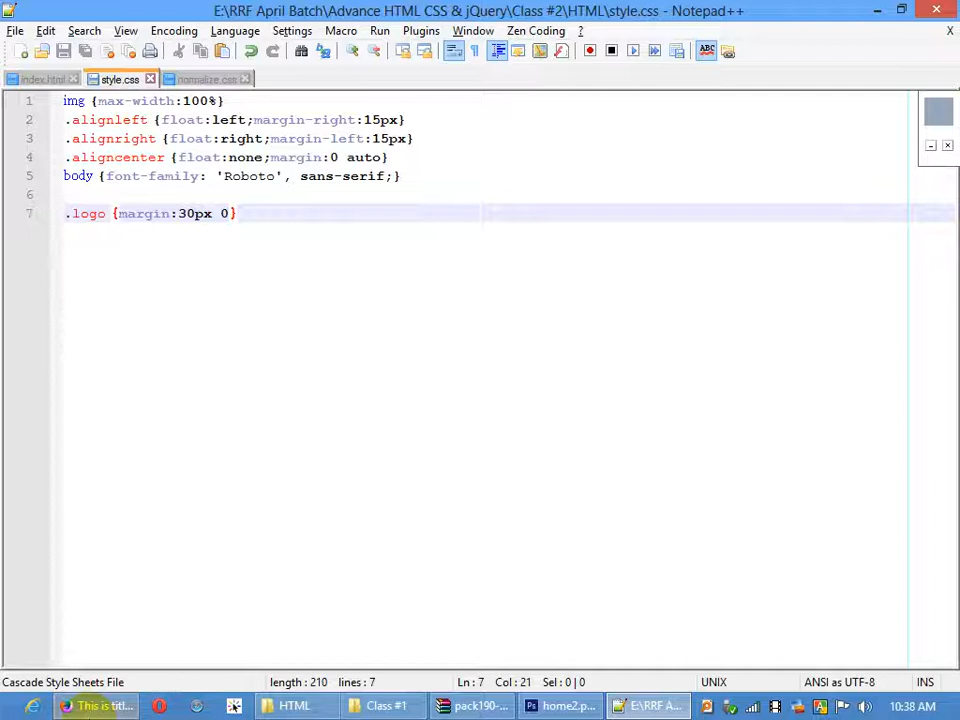 E:\RRF April Batch\Advance HTML CSS & jQuery\Class #2\HTML\style.css - Notepad++
File Edit Search View Encoding Language Settings Macro Run Plugins Window Zen Coding ? X
index.html style.css normalize.css
1 img {max-width:100%}
2 .alignleft {float:left;margin-right:15px}
3 .alignright {float:right;margin-left:15px}
4 .aligncenter {float:none;margin:0 auto}
5 body {font-family: 'Roboto', sans-serif;}
6
7 .logo {margin:30px 0}
Cascade Style Sheets File length : 210 lines : 7 Ln : 7 Col : 21 Sel : 0 | 0 UNIX ANSI as UTF-8 INS
This is titl... HTML Class #1 pack190-... home2.p... E:\RRF A... 10:38 AM